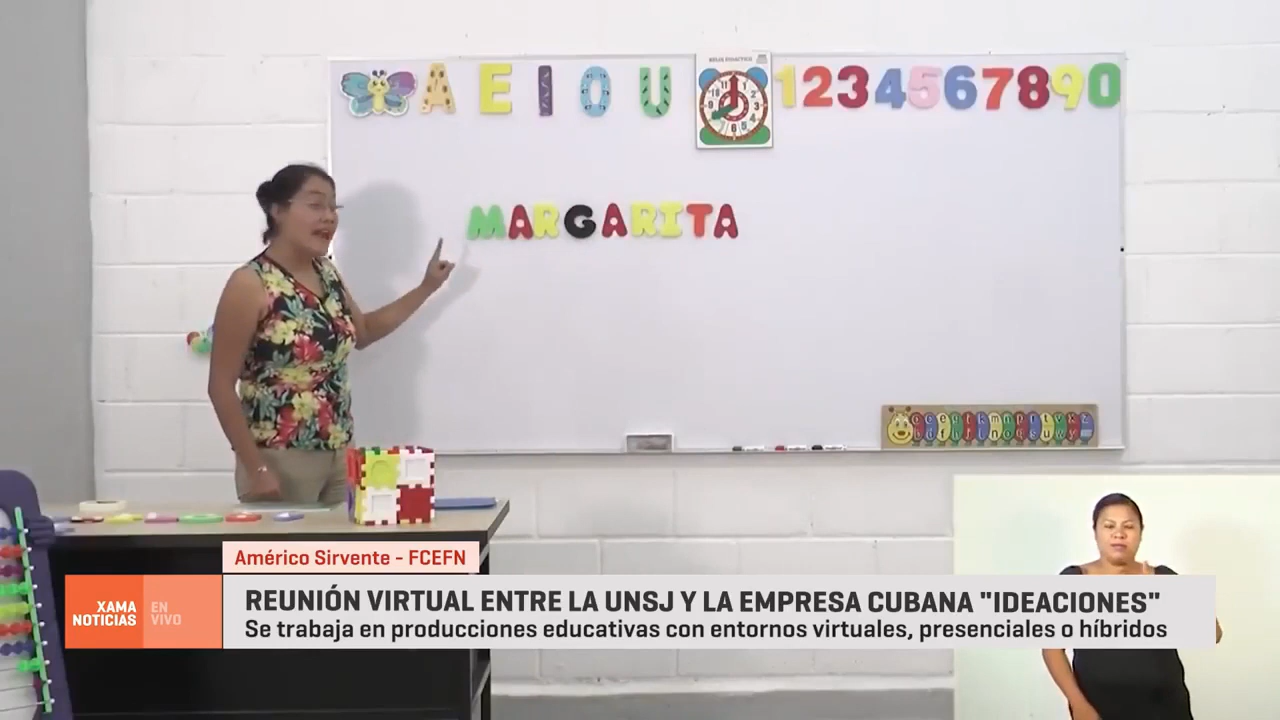 A E I O U
1234567890
MARGARITA
Américo Sirvente - FCEFN
XAMA
NOTICIAS
EN
VIVO
REUNIÓN VIRTUAL ENTRE LA UNSJ Y LA EMPRESA CUBANA "IDEACIONES"
Se trabaja en producciones educativas con entornos virtuales, presenciales o híbridos